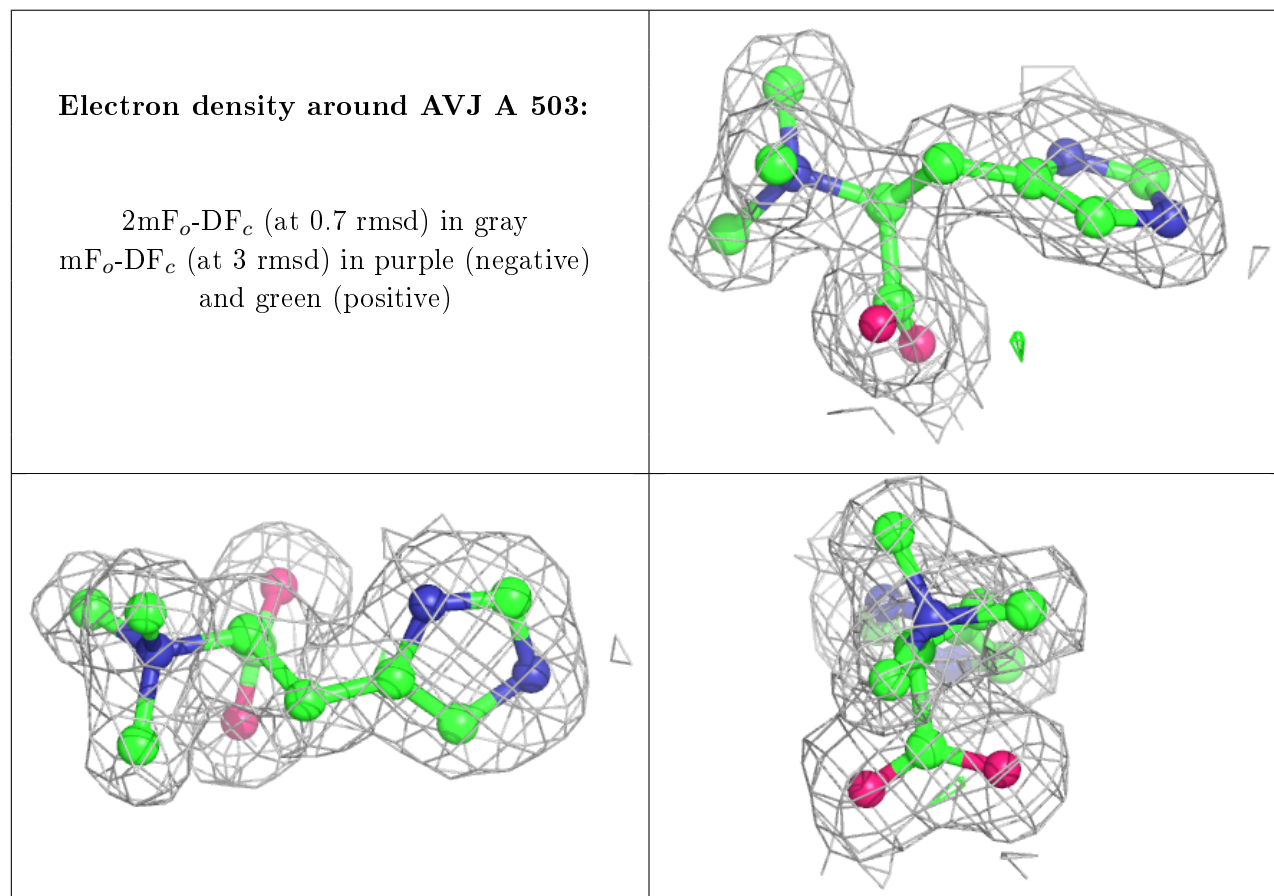 Electron density around AVJ A 503:
2mFₒ-DF𝒸 (at 0.7 rmsd) in gray
mFₒ-DF𝒸 (at 3 rmsd) in purple (negative)
and green (positive)